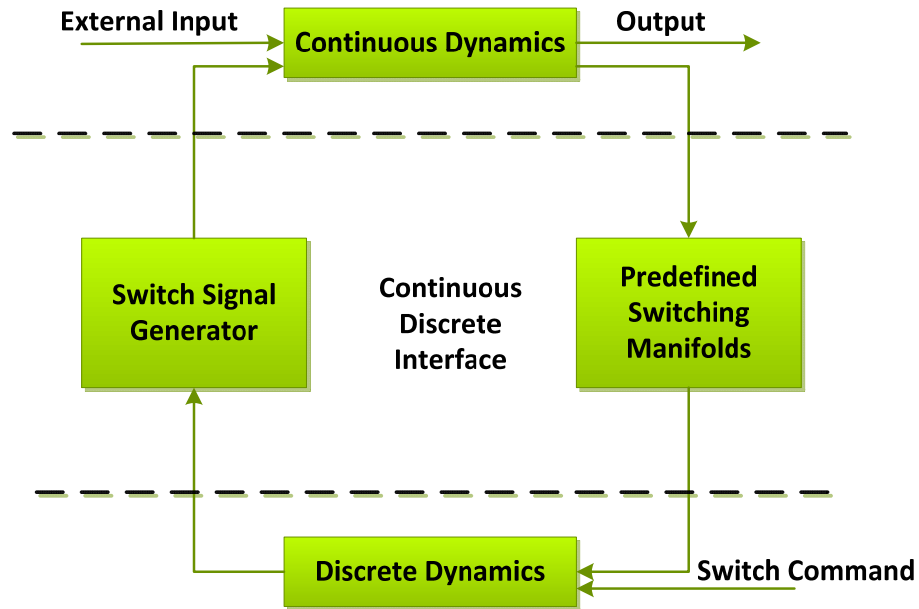 External Input
Continuous Dynamics
Output
Switch Signal
Generator
Continuous
Discrete
Interface
Predefined
Switching
Manifolds
Discrete Dynamics
Switch Command